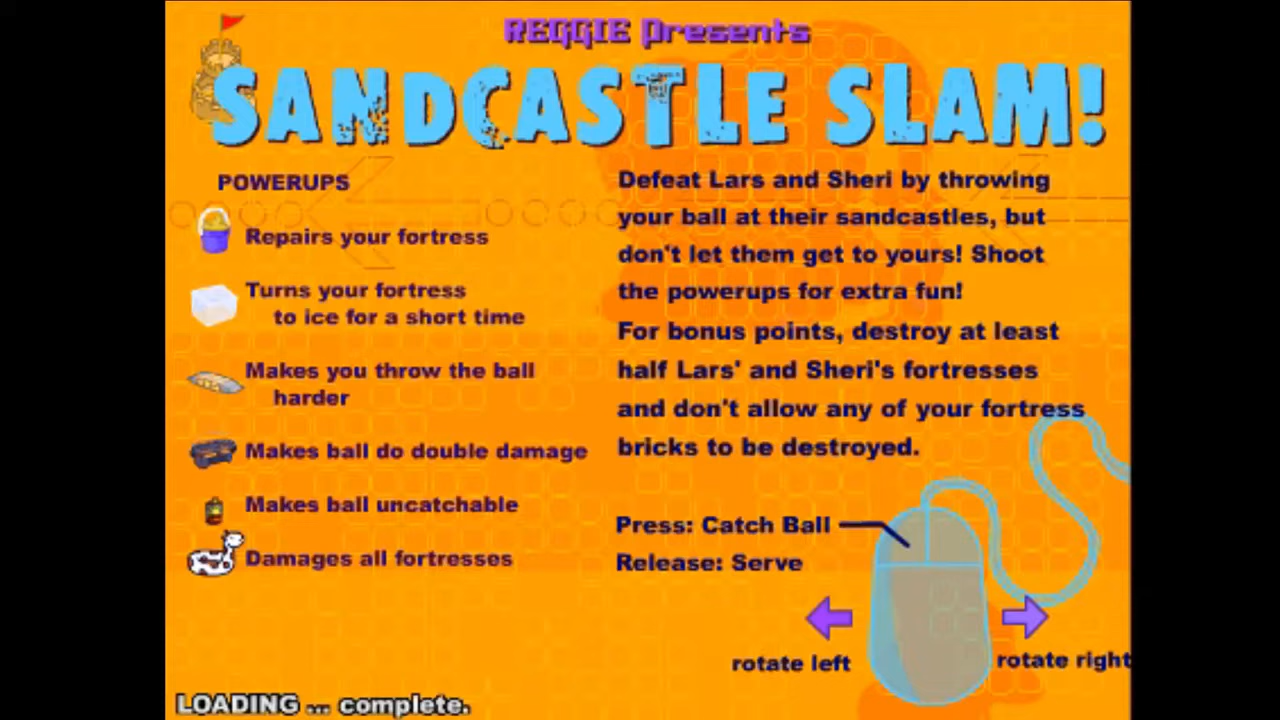 REGGIE Presents
SANDCASTLE SLAM!
POWERUPS
Repairs your fortress
Turns your fortress
to ice for a short time
Makes you throw the ball
harder
Makes ball do double damage
Makes ball uncatchable
Damages all fortresses
Defeat Lars and Sheri by throwing
your ball at their sandcastles, but
don't let them get to yours! Shoot
the powerups for extra fun!
For bonus points, destroy at least
half Lars' and Sheri's fortresses
and don't allow any of your fortress
bricks to be destroyed.
Press: Catch Ball
Release: Serve
rotate left
rotate right
LOADING ... complete.